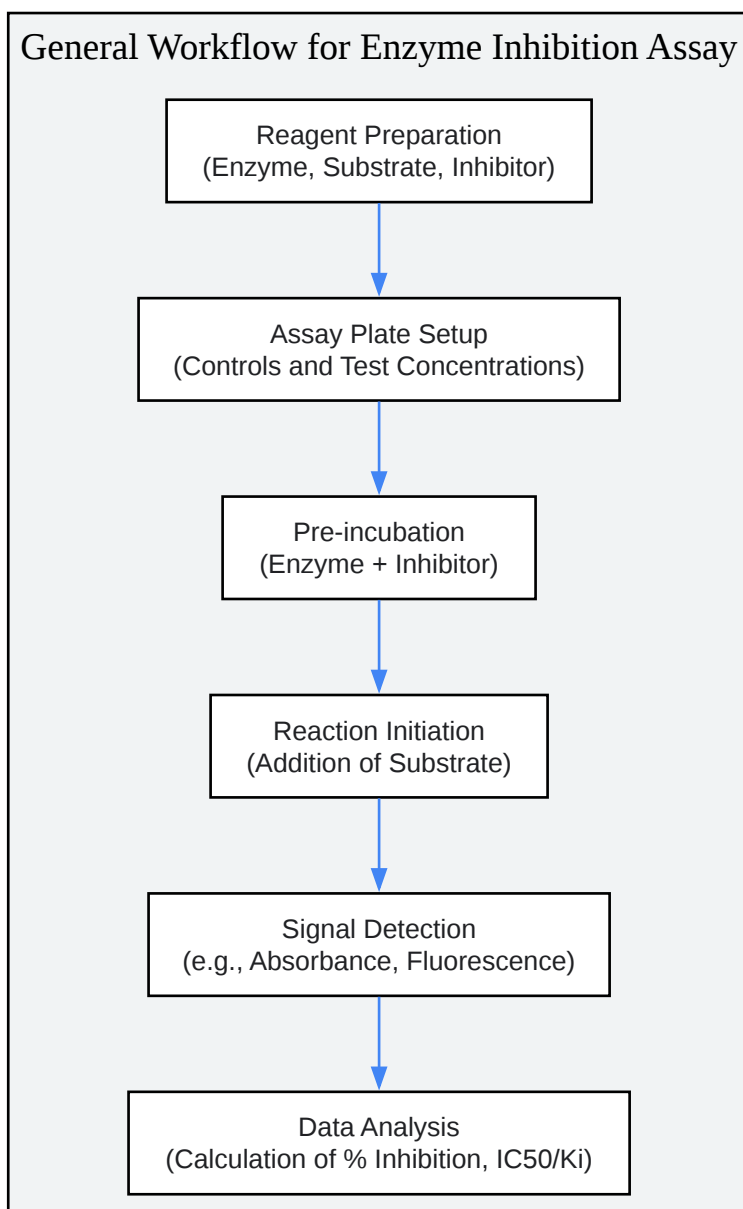 General Workflow for Enzyme Inhibition Assay
Reagent Preparation
(Enzyme, Substrate, Inhibitor)
Assay Plate Setup
(Controls and Test Concentrations)
Pre-incubation
(Enzyme + Inhibitor)
Reaction Initiation
(Addition of Substrate)
Signal Detection
(e.g., Absorbance, Fluorescence)
Data Analysis
(Calculation of % Inhibition, IC50/Ki)